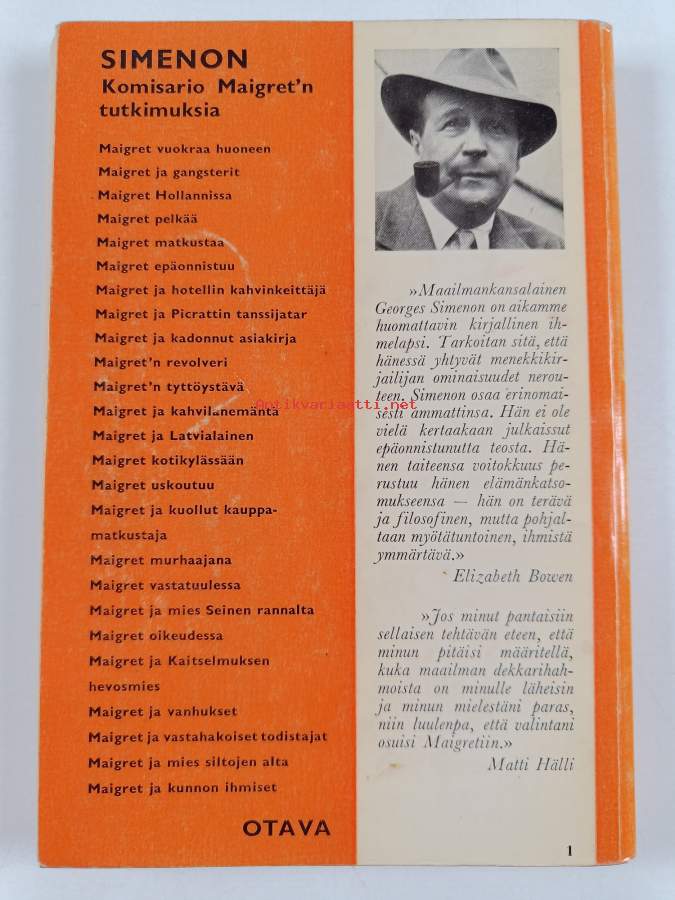 SIMENON
Komisario Maigret'n
tutkimuksia
Maigret vuokraa huoneen
Maigret ja gangsterit
Maigret Hollannissa
Maigret pelkää
Maigret matkustaa
Maigret epäonnistuu
Maigret ja hotellin kahvinkeittäjä
Maigret ja Picrattin tanssijatar
Maigret ja kadonnut asiakirja
Maigret'n revolveri
Maigret'n tyttöystävä
Maigret ja kahvilanemäntä
Maigret ja Latvialainen
Maigret kotikylässään
Maigret uskoutuu
Maigret ja kuollut kauppa-
matkustaja
Maigret murhaajana
Maigret vastatuulessa
Maigret ja mies Seinen rannalta
Maigret oikeudessa
Maigret ja Kaitselmuksen
hevosmies
Maigret ja vanhukset
Maigret ja vastahakoiset todistajat
Maigret ja mies siltojen alta
Maigret ja kunnon ihmiset
OTAVA
»Maailmankansalainen
Georges Simenon on aikamme
huomattavin kirjallinen ih-
melapsi. Tarkoitan sitä, että
hänessä yhtyvät menekkikir-
jailijan ominaisuudet nerou-
teen. Simenon osaa erinomai-
sesti ammattinsa. Hän ei ole
vielä kertaakaan julkaissut
epäonnistunutta teosta. Hä-
nen taiteensa voitokkuus pe-
rustuu hänen elämänkatso-
mukseensa — hän on terävä
ja filosofinen, mutta pohjal-
taan myötätuntoinen, ihmistä
ymmärtävä.»
Elizabeth Bowen
»Jos minut pantaisiin
sellaisen tehtävän eteen, että
minun pitäisi määritellä,
kuka maailman dekkarihah-
moista on minulle läheisin
ja minun mielestäni paras,
niin luulenpa, että valintani
osuisi Maigretiin.»
Matti Hälli
1
Antikvariaatti.net